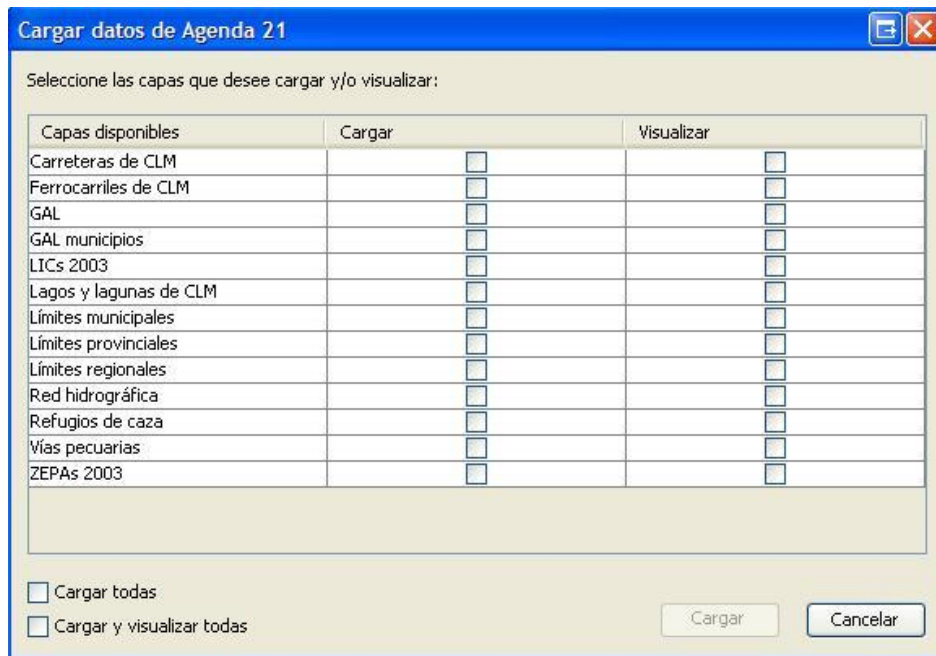 Cargar datos de Agenda 21
Seleccione las capas que desee cargar y/o visualizar:
Capas disponibles Cargar Visualizar
Carreteras de CLM
Ferrocarriles de CLM
GAL
GAL municipios
LICs 2003
Lagos y lagunas de CLM
Límites municipales
Límites provinciales
Límites regionales
Red hidrográfica
Refugios de caza
Vías pecuarias
ZEPAs 2003
Cargar todas
Cargar y visualizar todas
Cargar Cancelar